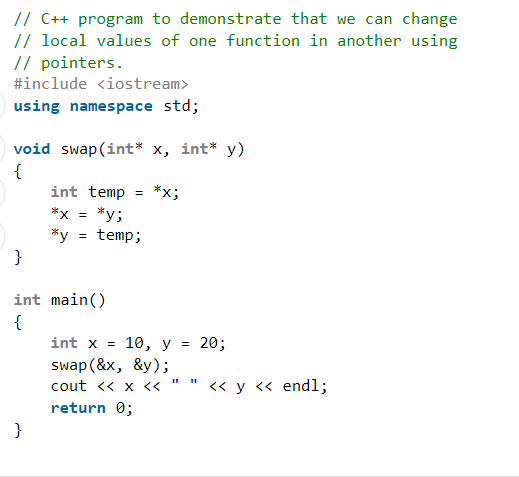 // C++ program to demonstrate that we can change
// local values of one function in another using
// pointers.
#include <iostream>
using namespace std;
void swap(int* x, int* y)
{
    int temp = *x;
    *x = *y;
    *y = temp;
}
int main()
{
    int x = 10, y = 20;
    swap(&x, &y);
    cout << x << " " << y << endl;
    return 0;
}